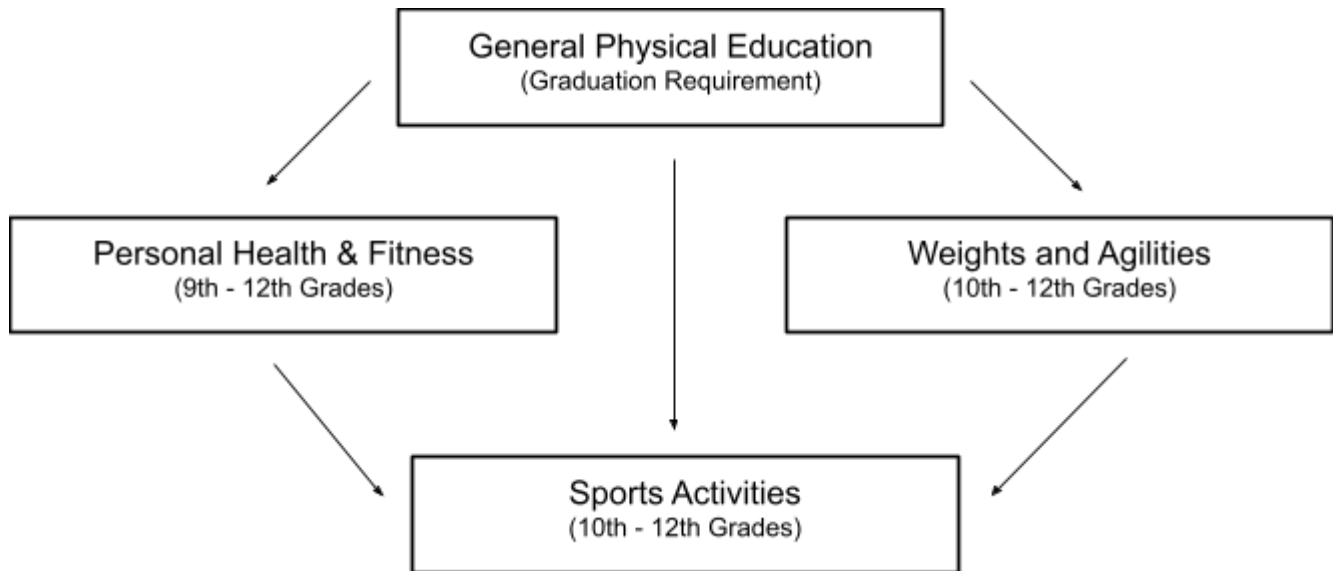 General Physical Education
(Graduation Requirement)
Personal Health & Fitness
(9th - 12th Grades)
Weights and Agilities
(10th - 12th Grades)
Sports Activities
(10th - 12th Grades)